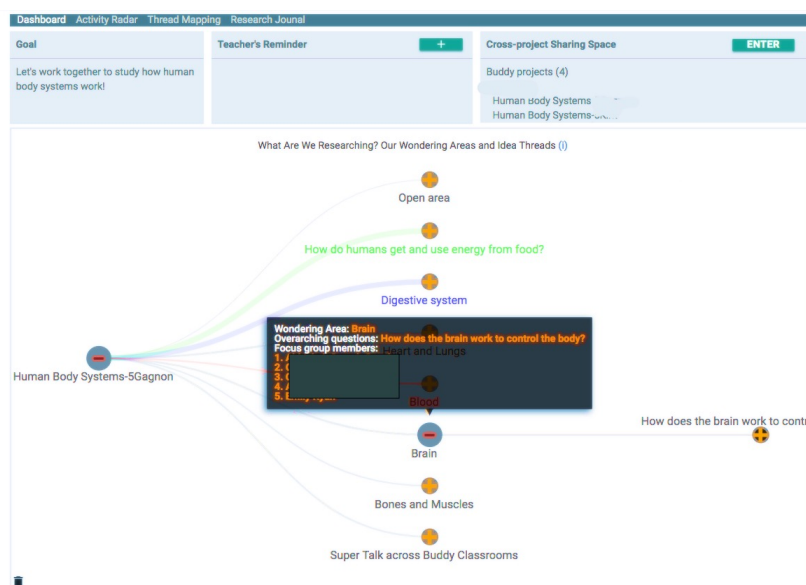 Dashboard Activity Radar Thread Mapping Research Jounal
Goal
Let's work together to study how human
body systems work!
Teacher's Reminder
+
Cross-project Sharing Space
ENTER
Buddy projects (4)
Human Body Systems
Human Body Systems-
What Are We Researching? Our Wondering Areas and Idea Threads (i)
Open area
How do humans get and use energy from food?
Digestive system
Wondering Area: Brain
Overarching questions: How does the brain work to control the body?
Focus group members:
Heart and Lungs
1. A
2. C
3. C
4. A
5.
Blood
Human Body Systems-5Gagnon
How does the brain work to contr
Brain
Bones and Muscles
Super Talk across Buddy Classrooms